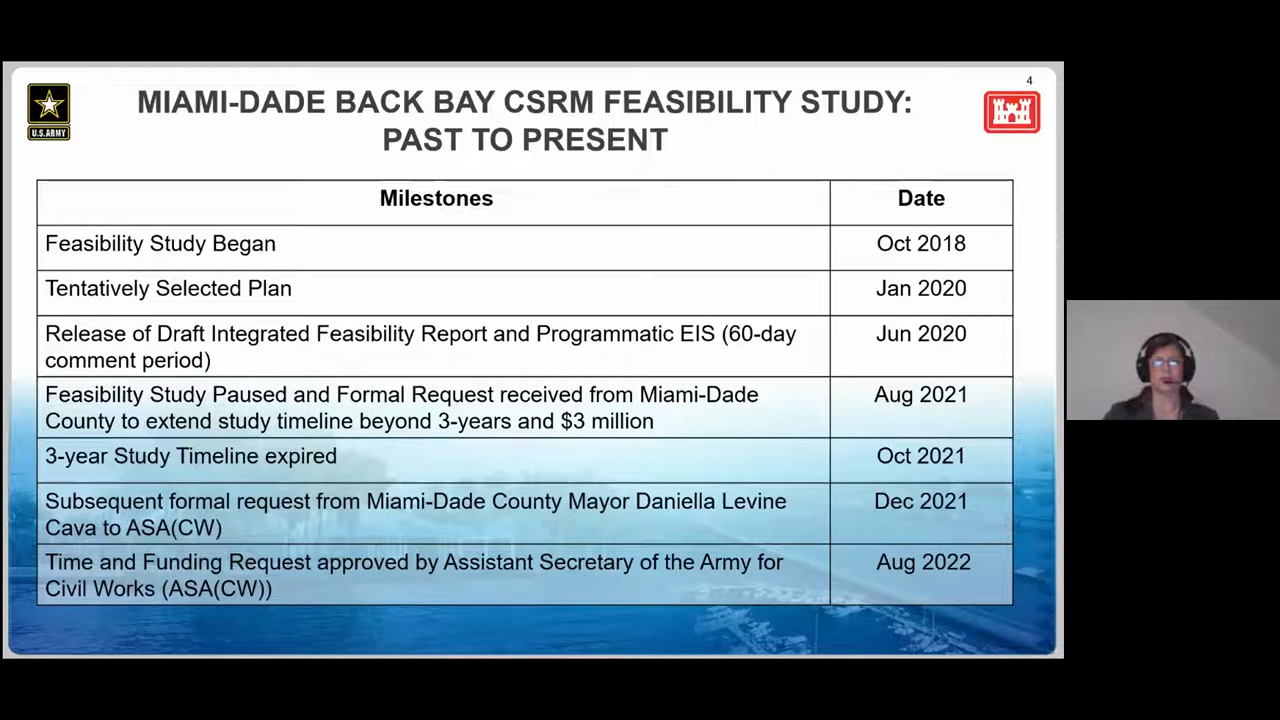 4
U.S.ARMY
MIAMI-DADE BACK BAY CSRM FEASIBILITY STUDY:
PAST TO PRESENT
Milestones Date
Feasibility Study Began Oct 2018
Tentatively Selected Plan Jan 2020
Release of Draft Integrated Feasibility Report and Programmatic EIS (60-day Jun 2020
comment period)
Feasibility Study Paused and Formal Request received from Miami-Dade Aug 2021
County to extend study timeline beyond 3-years and $3 million
3-year Study Timeline expired Oct 2021
Subsequent formal request from Miami-Dade County Mayor Daniella Levine Dec 2021
Cava to ASA(CW)
Time and Funding Request approved by Assistant Secretary of the Army for Aug 2022
Civil Works (ASA(CW))